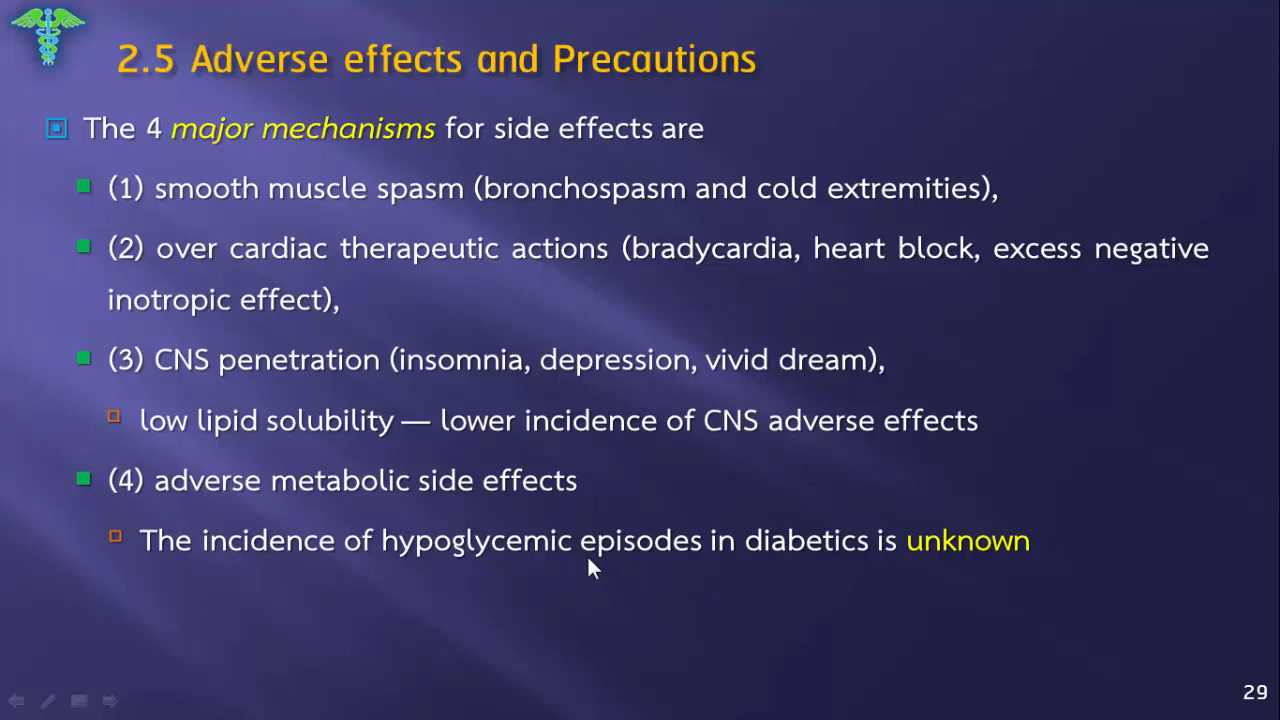 2.5 Adverse effects and Precautions
The 4 major mechanisms for side effects are
(1) smooth muscle spasm (bronchospasm and cold extremities),
(2) over cardiac therapeutic actions (bradycardia, heart block, excess negative
inotropic effect),
(3) CNS penetration (insomnia, depression, vivid dream),
low lipid solubility — lower incidence of CNS adverse effects
(4) adverse metabolic side effects
The incidence of hypoglycemic episodes in diabetics is unknown
29